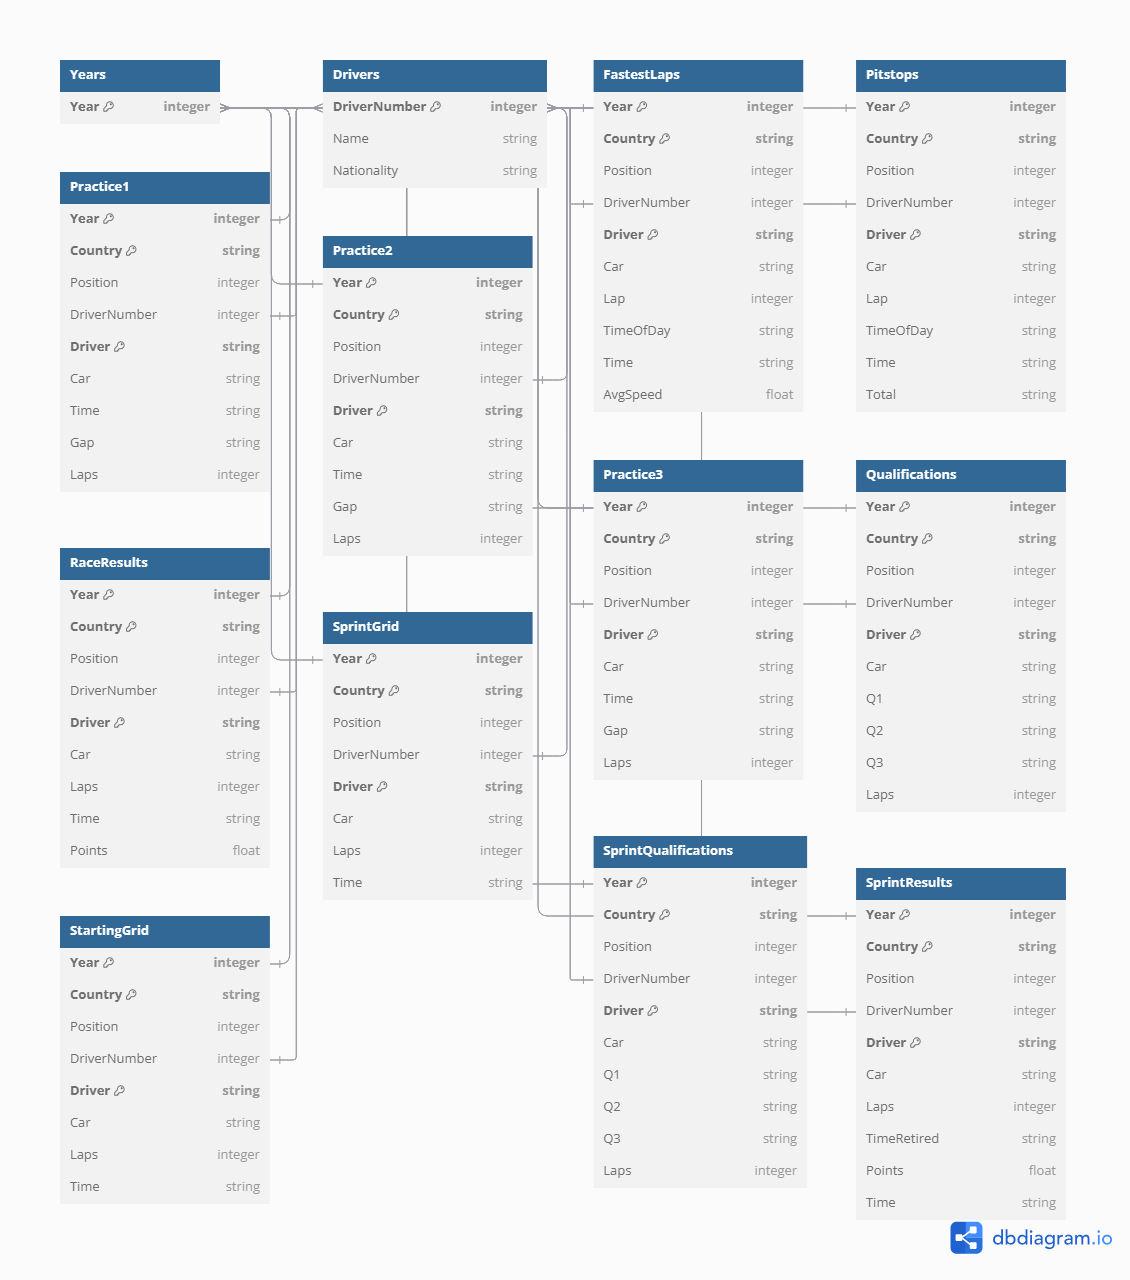 Years
Year integer
Drivers
DriverNumber integer
Name string
Nationality string
FastestLaps
Year integer
Country string
Position integer
DriverNumber integer
Driver string
Car string
Lap integer
TimeOfDay string
Time string
AvgSpeed float
Pitstops
Year integer
Country string
Position integer
DriverNumber integer
Driver string
Car string
Lap integer
TimeOfDay string
Time string
Total string
Practice1
Year integer
Country string
Position integer
DriverNumber integer
Driver string
Car string
Time string
Gap string
Laps integer
Practice2
Year integer
Country string
Position integer
DriverNumber integer
Driver string
Car string
Time string
Gap string
Laps integer
Practice3
Year integer
Country string
Position integer
DriverNumber integer
Driver string
Car string
Time string
Gap string
Laps integer
Qualifications
Year integer
Country string
Position integer
DriverNumber integer
Driver string
Car string
Q1 string
Q2 string
Q3 string
Laps integer
RaceResults
Year integer
Country string
Position integer
DriverNumber integer
Driver string
Car string
Laps integer
Time string
Points float
SprintGrid
Year integer
Country string
Position integer
DriverNumber integer
Driver string
Car string
Laps integer
Time string
SprintQualifications
Year integer
Country string
Position integer
DriverNumber integer
Driver string
Car string
Q1 string
Q2 string
Q3 string
Laps integer
SprintResults
Year integer
Country string
Position integer
DriverNumber integer
Driver string
Car string
Laps integer
TimeRetired string
Points float
Time string
StartingGrid
Year integer
Country string
Position integer
DriverNumber integer
Driver string
Car string
Laps integer
Time string
dbdiagram.io